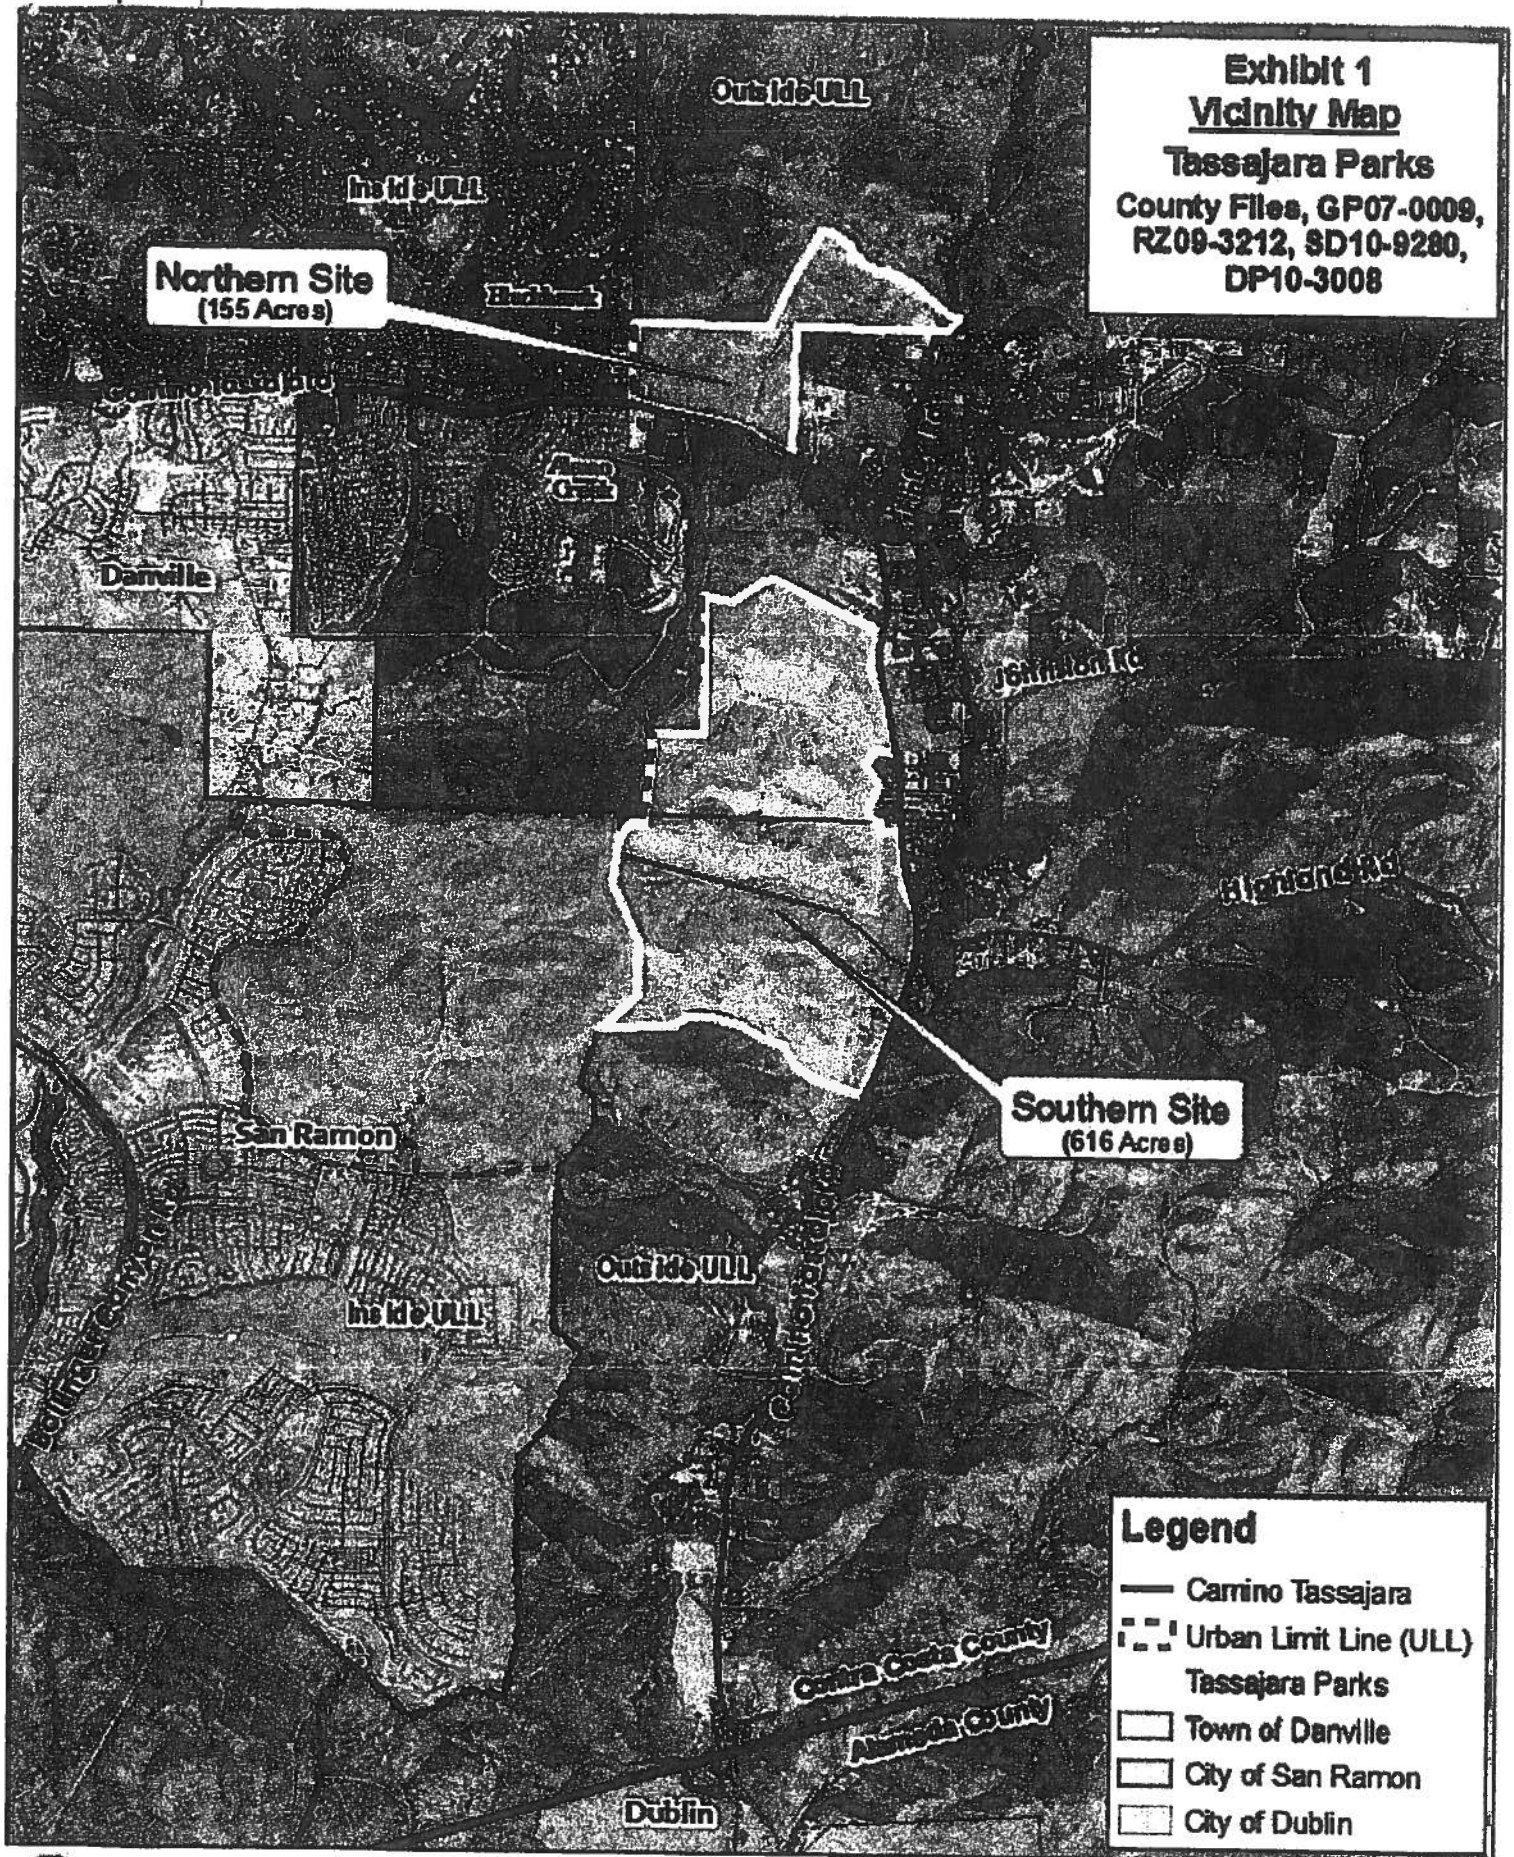 Exhibit 1
Vicinity Map
Tassajara Parks
County Files, GP07-0009,
RZ09-3212, SD10-9280,
DP10-3008
Outside ULL
Inside ULL
Northern Site
(155 Acres)
Blackhawk
Camino Tassajara
Alamo
Creek
Danville
Johnston Rd
Highland Rd
Southern Site
(616 Acres)
San Ramon
Outside ULL
Inside ULL
Camino Tassajara
Contra Costa County
Alameda County
Dublin
Legend
Camino Tassajara
Urban Limit Line (ULL)
Tassajara Parks
Town of Danville
City of San Ramon
City of Dublin